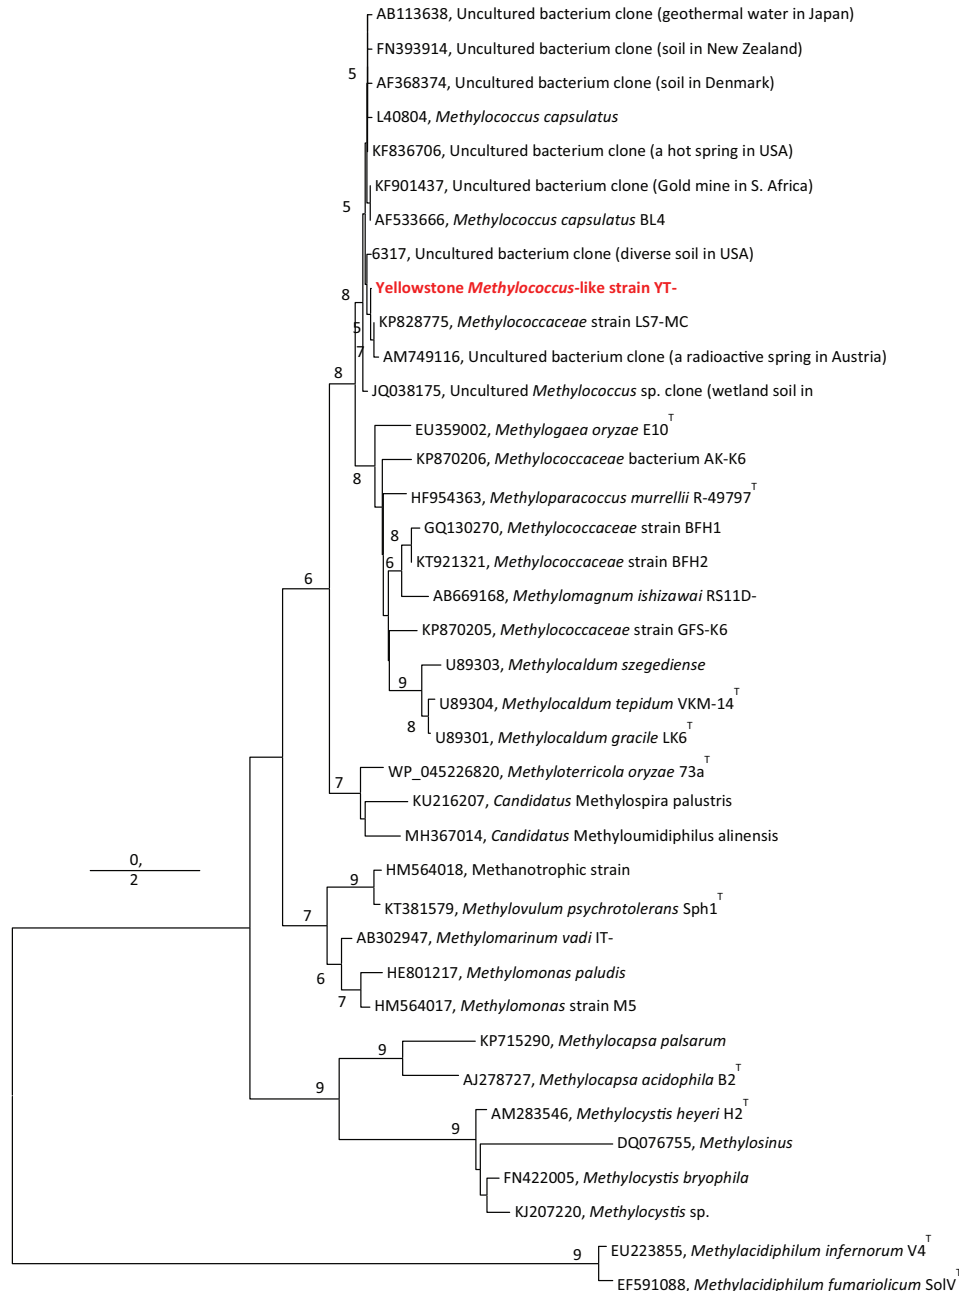 AB113638, Uncultured bacterium clone (geothermal water in Japan)
FN393914, Uncultured bacterium clone (soil in New Zealand)
5
AF368374, Uncultured bacterium clone (soil in Denmark)
L40804, Methylococcus capsulatus
KF836706, Uncultured bacterium clone (a hot spring in USA)
KF901437, Uncultured bacterium clone (Gold mine in S. Africa)
5
AF533666, Methylococcus capsulatus BL4
6317, Uncultured bacterium clone (diverse soil in USA)
Yellowstone Methylococcus-like strain YT-
8
KP828775, Methylococcaceae strain LS7-MC
5
7
AM749116, Uncultured bacterium clone (a radioactive spring in Austria)
8
JQ038175, Uncultured Methylococcus sp. clone (wetland soil in
EU359002, Methylogaea oryzae E10T
KP870206, Methylococcaceae bacterium AK-K6
8
HF954363, Methyloparacoccus murrellii R-49797T
GQ130270, Methylococcaceae strain BFH1
8
KT921321, Methylococcaceae strain BFH2
6
6
AB669168, Methylomagnum ishizawai RS11D-
KP870205, Methylococcaceae strain GFS-K6
U89303, Methylocaldum szegediense
9
U89304, Methylocaldum tepidum VKM-14T
8
U89301, Methylocaldum gracile LK6T
WP_045226820, Methyloterricola oryzae 73aT
7
KU216207, Candidatus Methylospira palustris
MH367014, Candidatus Methyloumidiphilus alinensis
0,
2
HM564018, Methanotrophic strain
9
KT381579, Methylovulum psychrotolerans Sph1T
7
AB302947, Methylomarinum vadi IT-
HE801217, Methylomonas paludis
6
7
HM564017, Methylomonas strain M5
KP715290, Methylocapsa palsarum
9
AJ278727, Methylocapsa acidophila B2T
9
AM283546, Methylocystis heyeri H2T
9
DQ076755, Methylosinus
FN422005, Methylocystis bryophila
KJ207220, Methylocystis sp.
EU223855, Methylacidiphilum infernorum V4T
9
EF591088, Methylacidiphilum fumariolicum SolVT